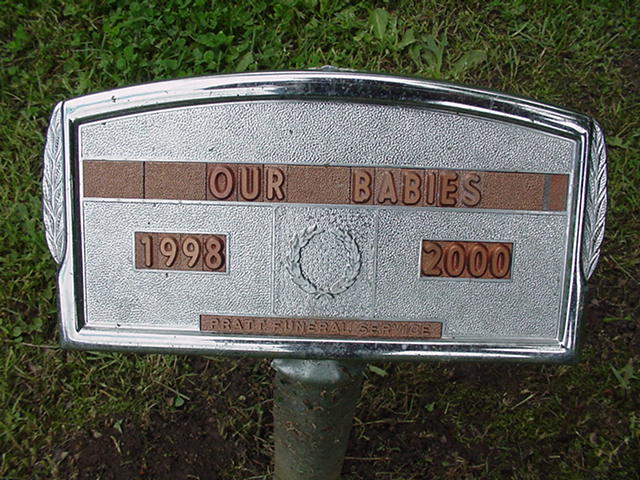 OUR BABIES
1998 2000
PRATT FUNERAL SERVICE